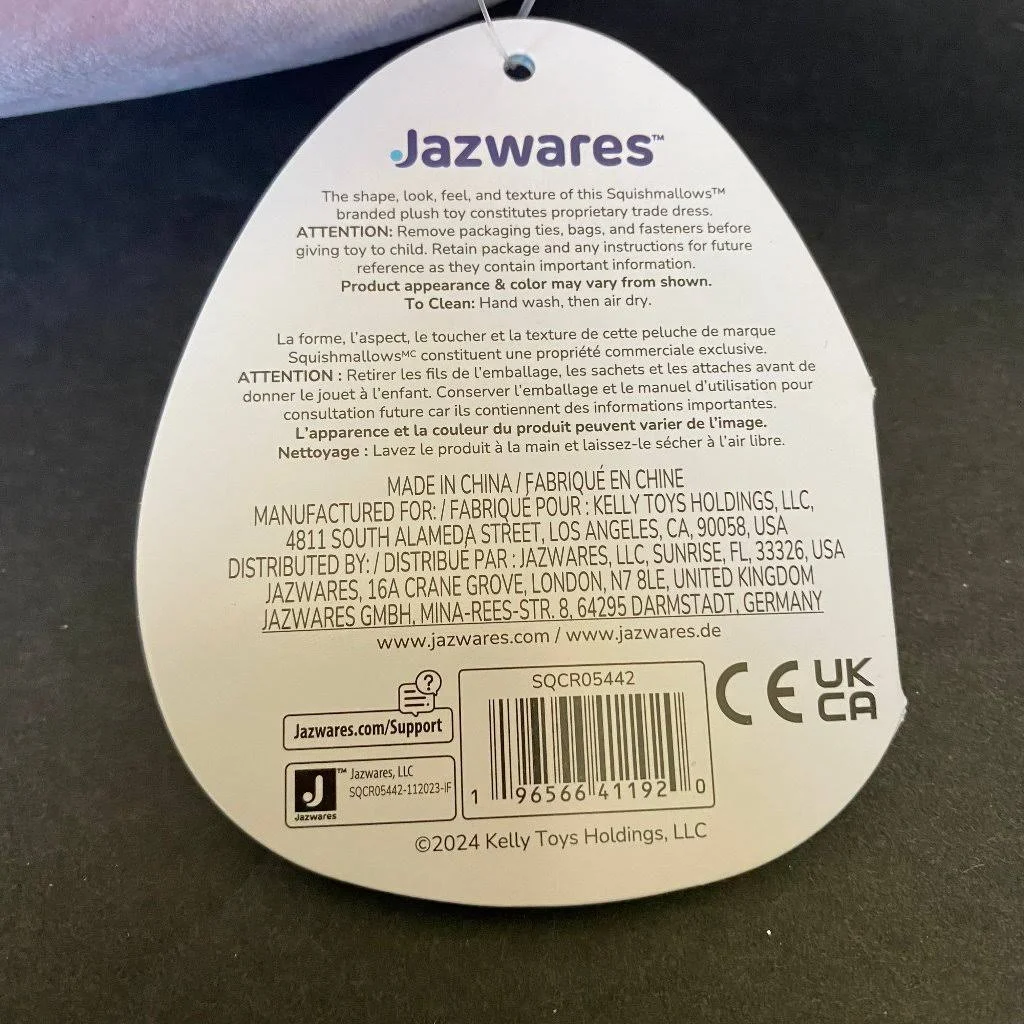 Jazwares™
The shape, look, feel, and texture of this Squishmallows™
branded plush toy constitutes proprietary trade dress.
ATTENTION: Remove packaging ties, bags, and fasteners before
giving toy to child. Retain package and any instructions for future
reference as they contain important information.
Product appearance & color may vary from shown.
To Clean: Hand wash, then air dry.
La forme, l'aspect, le toucher et la texture de cette peluche de marque
Squishmallowsᴹᶜ constituent une propriété commerciale exclusive.
ATTENTION : Retirer les fils de l'emballage, les sachets et les attaches avant de
donner le jouet à l'enfant. Conserver l'emballage et le manuel d'utilisation pour
consultation future car ils contiennent des informations importantes.
L'apparence et la couleur du produit peuvent varier de l'image.
Nettoyage : Lavez le produit à la main et laissez-le sécher à l'air libre.
MADE IN CHINA / FABRIQUÉ EN CHINE
MANUFACTURED FOR: / FABRIQUÉ POUR : KELLY TOYS HOLDINGS, LLC,
4811 SOUTH ALAMEDA STREET, LOS ANGELES, CA, 90058, USA
DISTRIBUTED BY: / DISTRIBUÉ PAR : JAZWARES, LLC, SUNRISE, FL, 33326, USA
JAZWARES, 16A CRANE GROVE, LONDON, N7 8LE, UNITED KINGDOM
JAZWARES GMBH, MINA-REES-STR. 8, 64295 DARMSTADT, GERMANY
www.jazwares.com / www.jazwares.de
?
Jazwares.com/Support
J™
Jazwares
Jazwares, LLC
SQCR05442-112023-IF
SQCR05442
1 96566 41192 0
CE
UK
CA
©2024 Kelly Toys Holdings, LLC